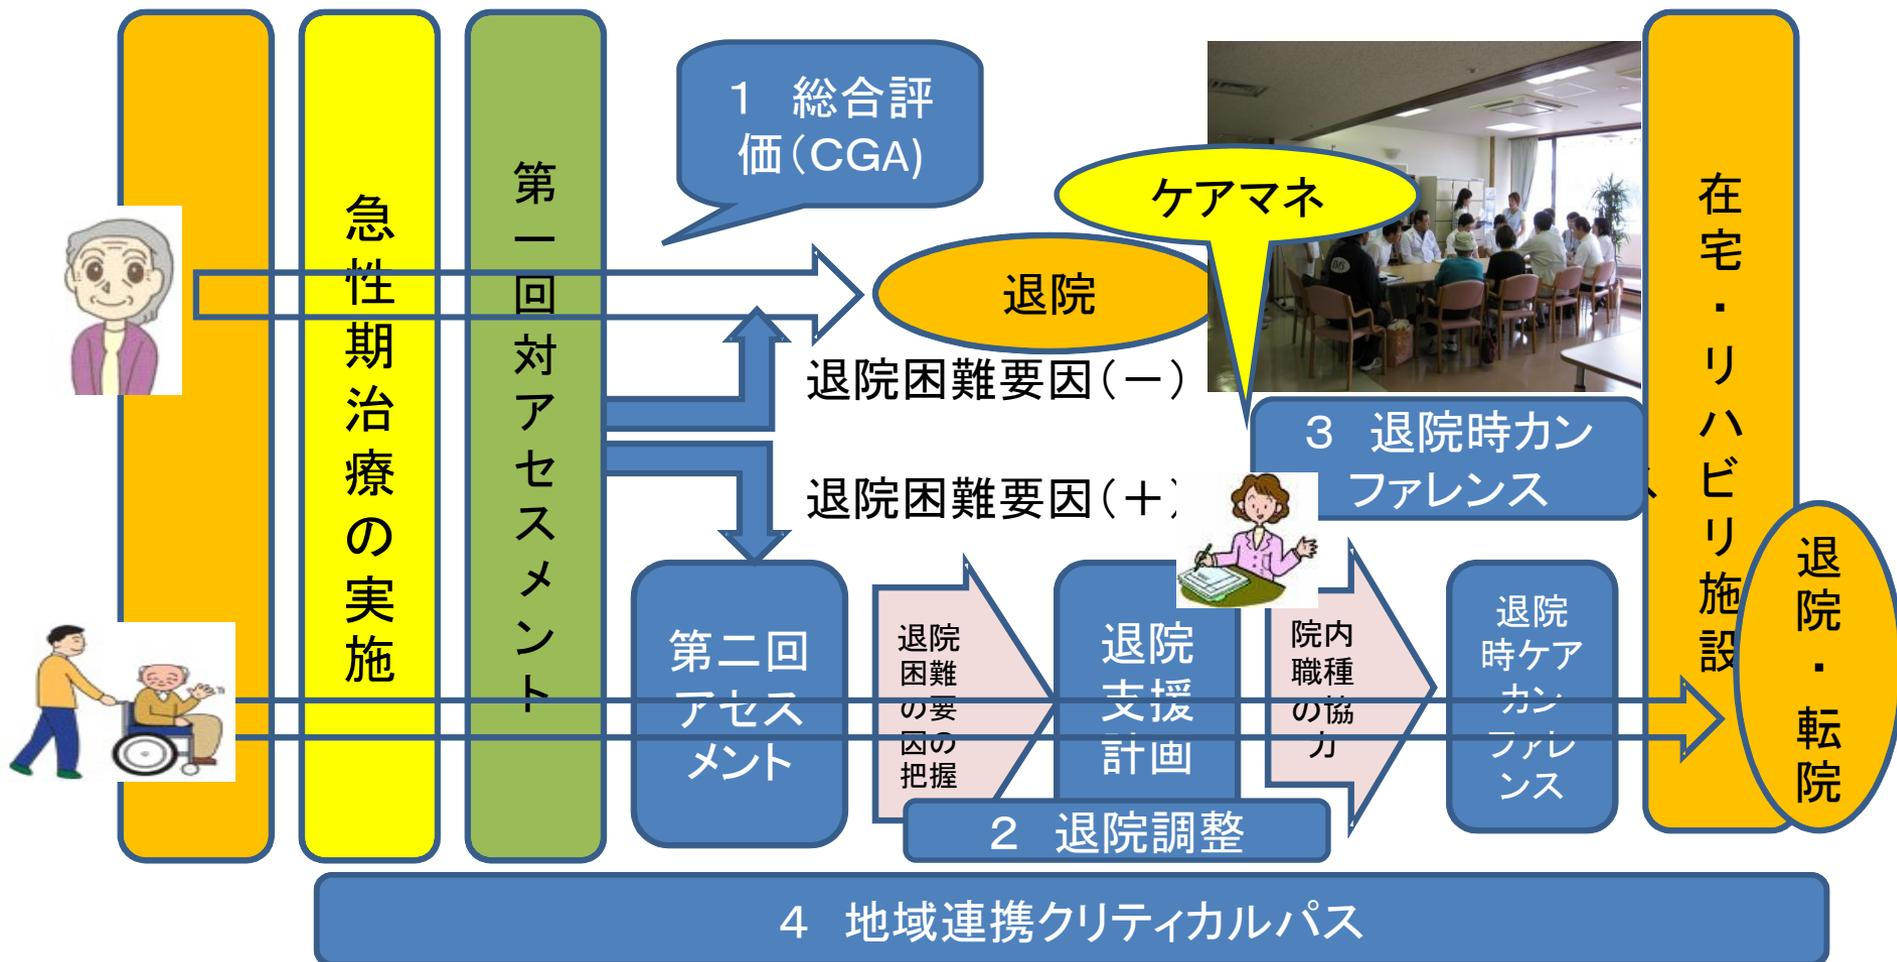 急性期治療の実施
第一回対アセスメント
1 総合評
価(CGA)
ケアマネ
退院
退院困難要因(－)
退院困難要因(＋)
3 退院時カン
ファレンス
第二回
アセス
メント
退院
困難
の要
因の
把握
退院
支援
計画
院内
職種
の協
力
退院
時ケア
カン
ファレ
ンス
在宅・リハビリ施設
退院・転院
2 退院調整
4 地域連携クリティカルパス